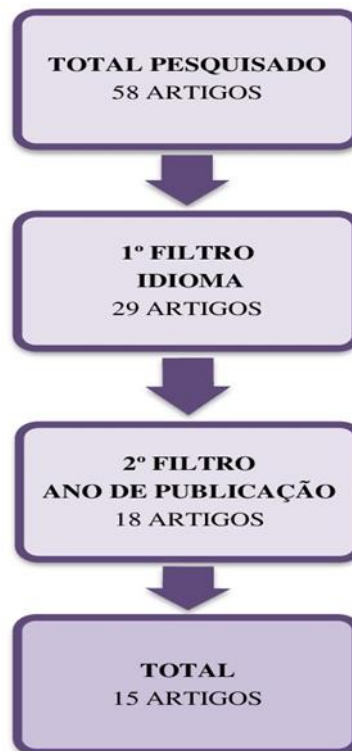 TOTAL PESQUISADO
58 ARTIGOS
1º FILTRO
IDIOMA
29 ARTIGOS
2º FILTRO
ANO DE PUBLICAÇÃO
18 ARTIGOS
TOTAL
15 ARTIGOS